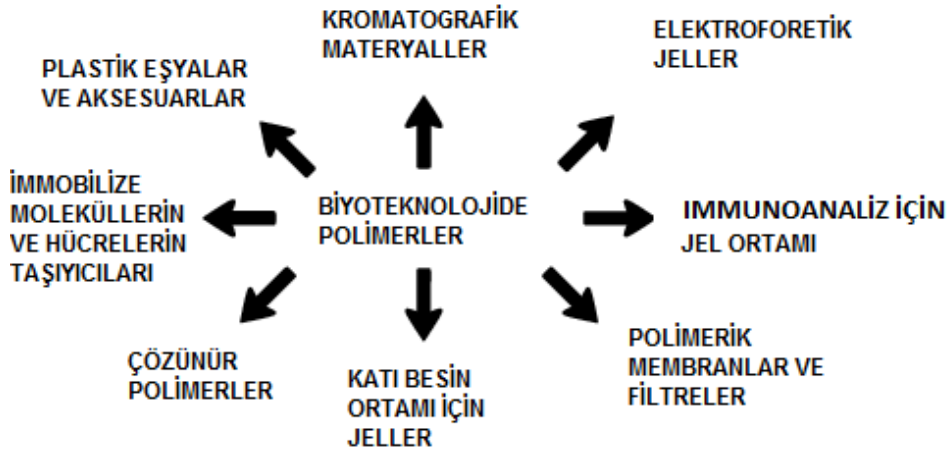 KROMATOGRAFİK
MATERYALLER
ELEKTROFORETİK
JELLER
PLASTİK EŞYALAR
VE AKSESUARLAR
İMMOBİLİZE
MOLEKÜLLERİN
VE HÜCRELERİN
TAŞIYICILARI
BİYOTEKNOLOJİDE
POLİMERLER
IMMUNOANALİZ İÇİN
JEL ORTAMI
ÇÖZÜNÜR
POLİMERLER
KATI BESİN
ORTAMI İÇİN
JELLER
POLİMERİK
MEMBRANLAR VE
FİLTRELER